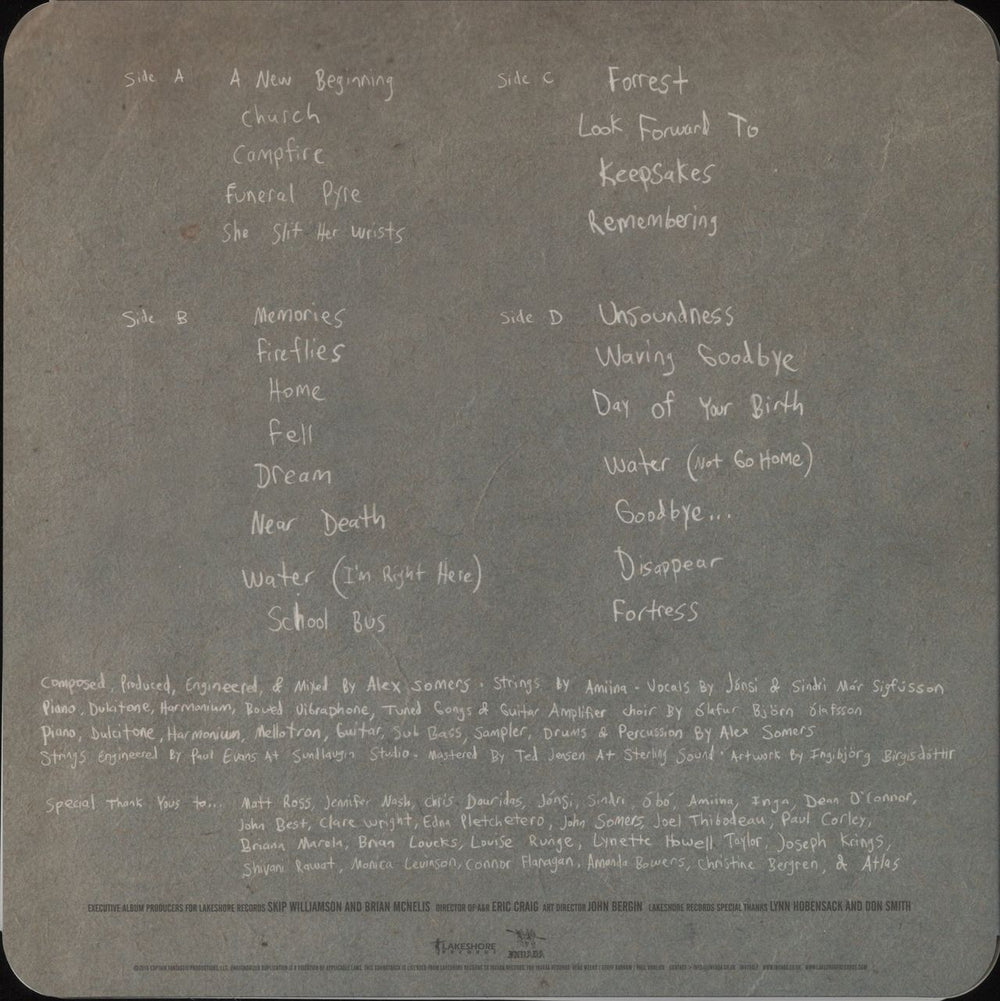 Side A A New Beginning
Church
Campfire
Funeral Pyre
She Slit Her Wrists
Side B Memories
Fireflies
Home
Fell
Dream
Near Death
Water (I'm Right Here)
School Bus
Side C Forrest
Look Forward To
Keepsakes
Remembering
Side D Unsoundness
Waving Goodbye
Day of Your Birth
Water (Not Go Home)
Goodbye...
Disappear
Fortress
Composed, Produced, Engineered, & Mixed By Alex Somers · Strings By Amiina · Vocals By Jónsi & Sindri Már Sigfússon
Piano, Dulcitone, Harmonium, Bowed Vibraphone, Tuned Gongs & Guitar Amplifier Choir By Ólafur Björn Ólafsson
Piano, Dulcitone, Harmonium, Mellotron, Guitar, Sub Bass, Sampler, Drums & Percussion By Alex Somers
Strings Engineered By Paul Evans At Sundlaugin Studio · Mastered By Ted Jensen At Sterling Sound · Artwork By Ingibjörg Birgisdóttir
Special Thank Yous to... Matt Ross, Jennifer Nash, Chris Douridas, Jónsi, Sindri, Óbó, Amiina, Inga, Dean O'Connor,
John Best, Clare Wright, Edna Pletchetero, John Somers, Joel Thibodeau, Paul Corley,
Briana Marela, Brian Loucks, Louise Runge, Lynette Howell Taylor, Joseph Krings,
Shivani Rawat, Monica Levinson, Connor Flanagan, Amanda Bowens, Christine Bergren, & Atlas
EXECUTIVE ALBUM PRODUCERS FOR LAKESHORE RECORDS SKIP WILLIAMSON AND BRIAN MCNELIS DIRECTOR OF A&R ERIC CRAIG ART DIRECTOR JOHN BERGIN LAKESHORE RECORDS SPECIAL THANKS LYNN HOBENSACK AND DON SMITH
LAKESHORE RECORDS INVADA